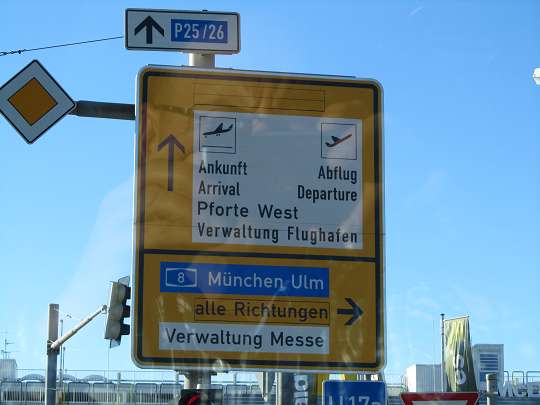 P25/26
Ankunft Abflug
Arrival Departure
Pforte West
Verwaltung Flughafen
8 München Ulm
alle Richtungen
Verwaltung Messe